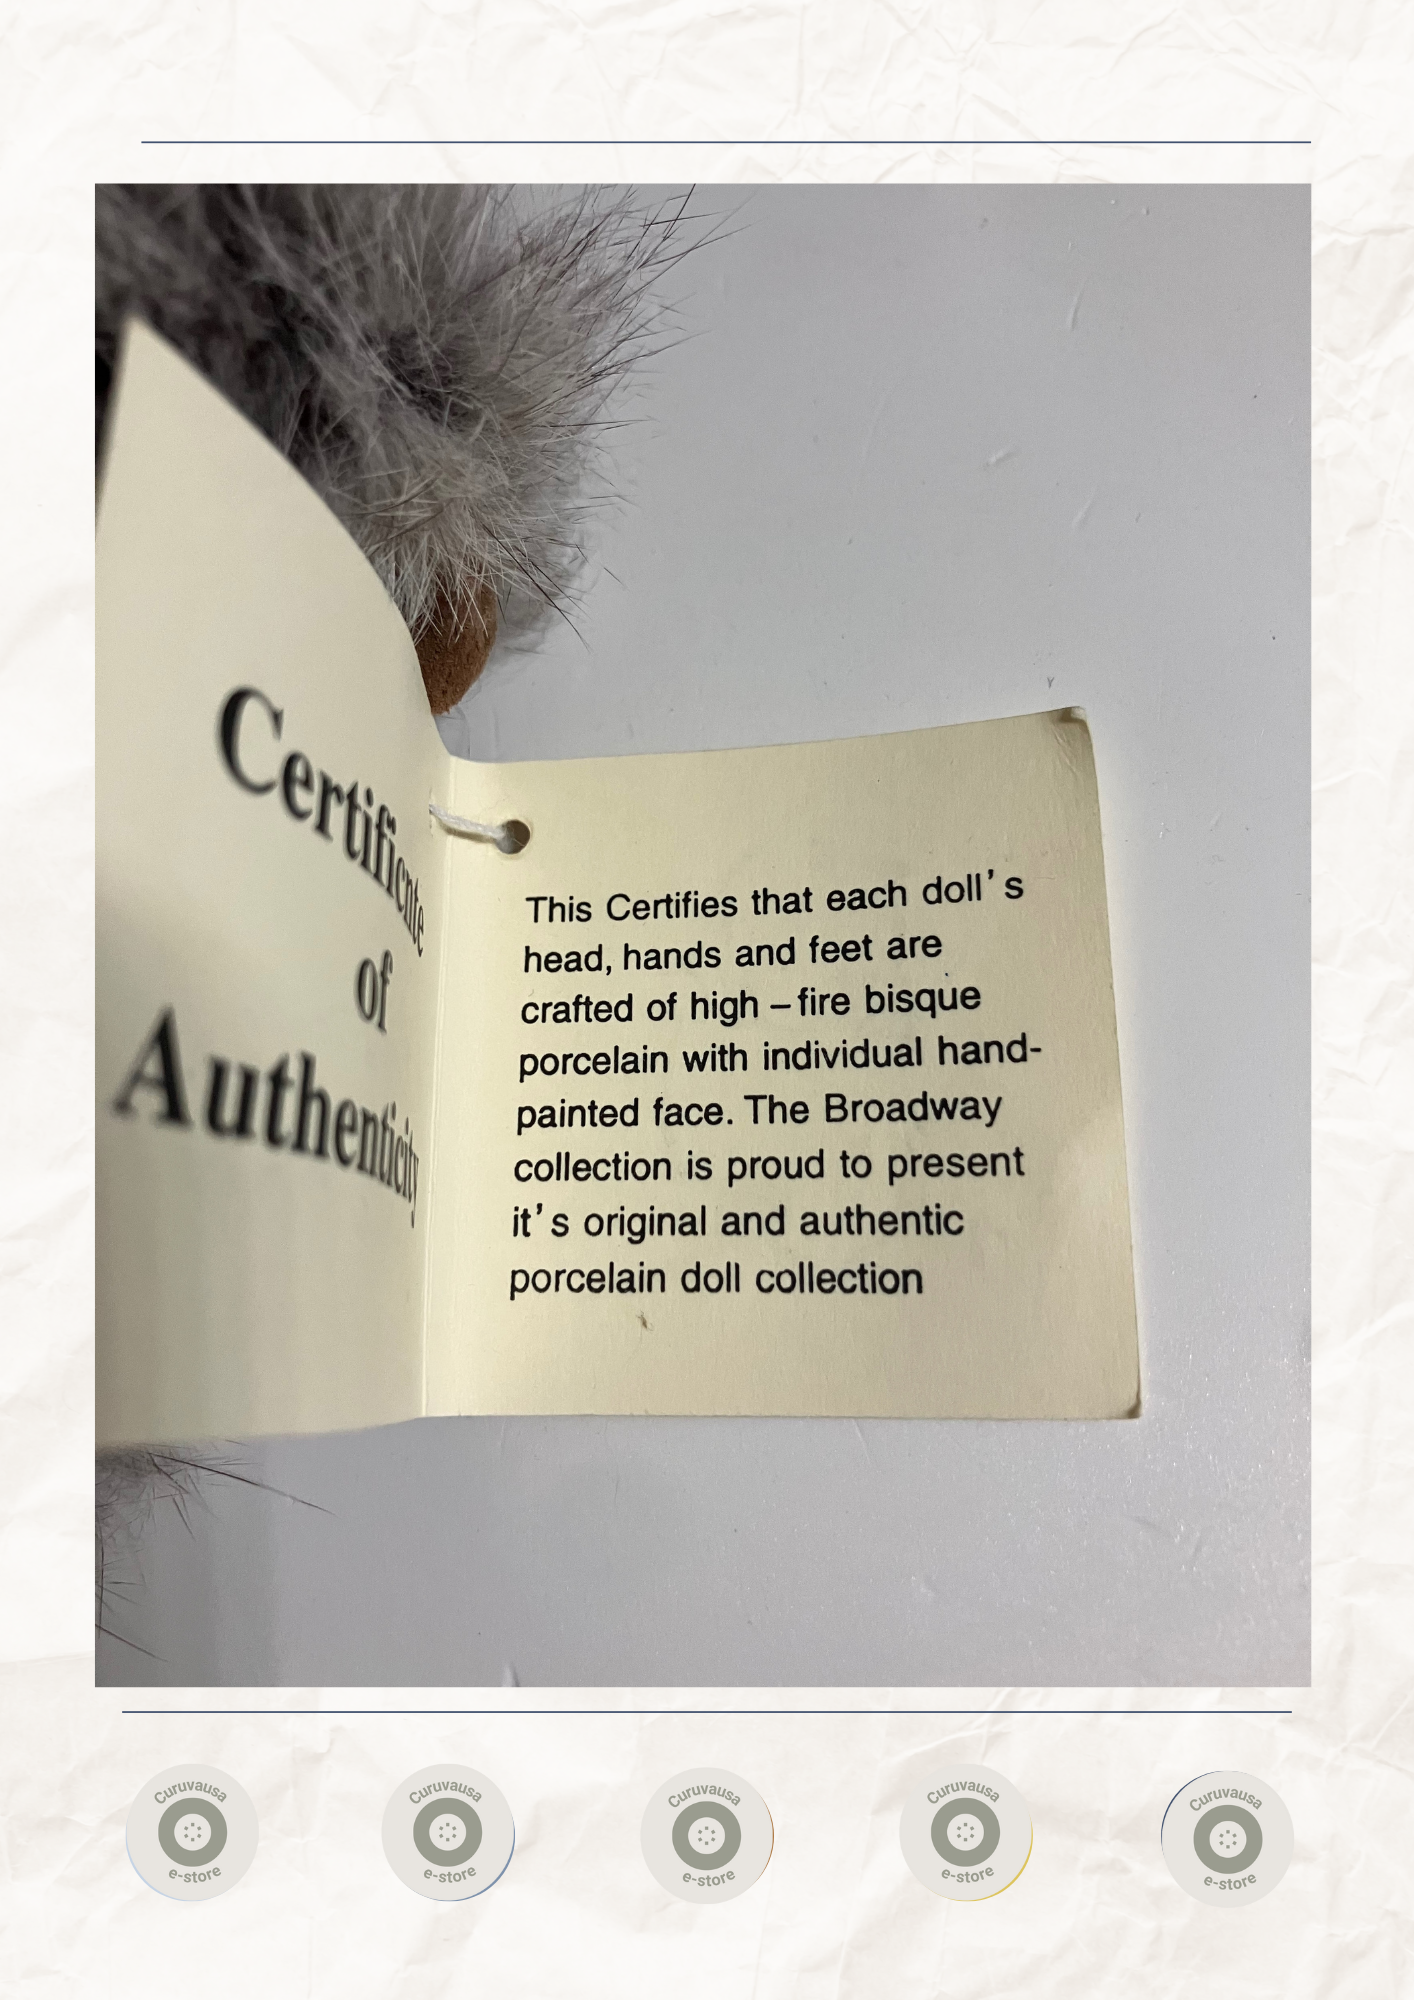 Certificate
of
Authenticity
This Certifies that each doll's
head, hands and feet are
crafted of high – fire bisque
porcelain with individual hand-
painted face. The Broadway
collection is proud to present
it's original and authentic
porcelain doll collection
Curuvausa
e-store
Curuvausa
e-store
Curuvausa
e-store
Curuvausa
e-store
Curuvausa
e-store